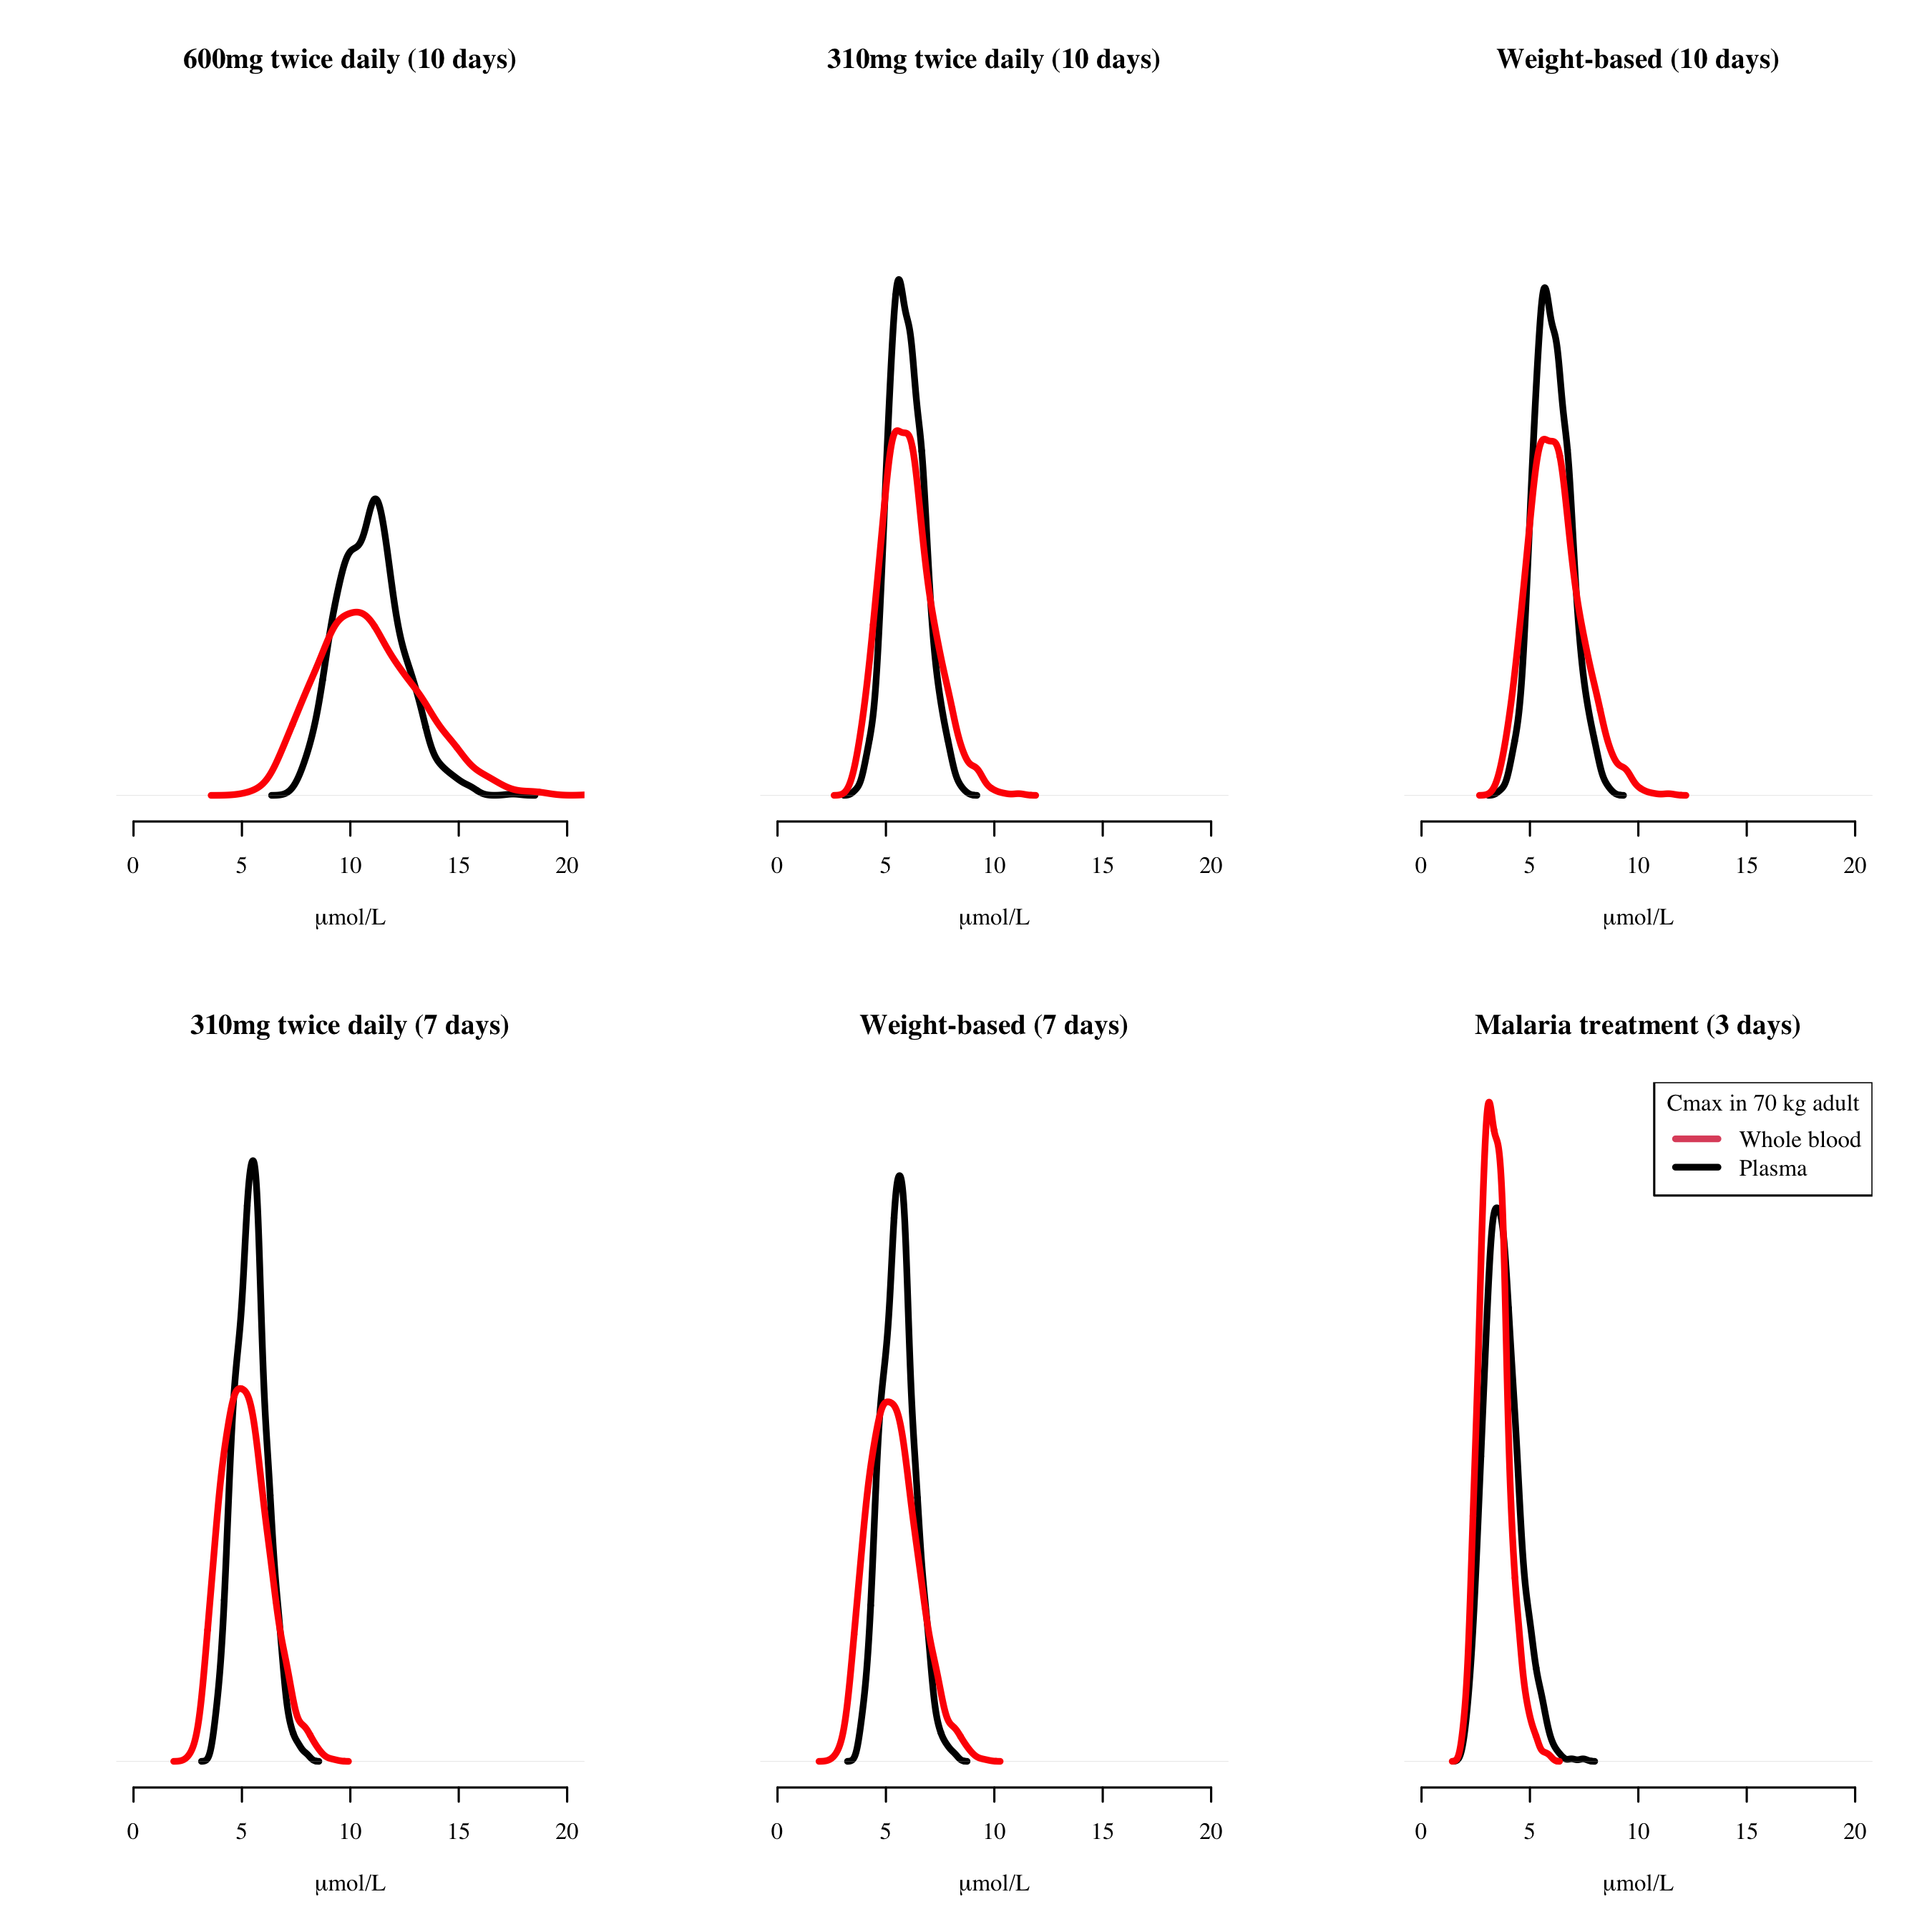 600mg twice daily (10 days)
310mg twice daily (10 days)
Weight-based (10 days)
0 5 10 15 20
μmol/L
0 5 10 15 20
μmol/L
0 5 10 15 20
μmol/L
310mg twice daily (7 days)
Weight-based (7 days)
Malaria treatment (3 days)
Cmax in 70 kg adult
Whole blood
Plasma
0 5 10 15 20
μmol/L
0 5 10 15 20
μmol/L
0 5 10 15 20
μmol/L